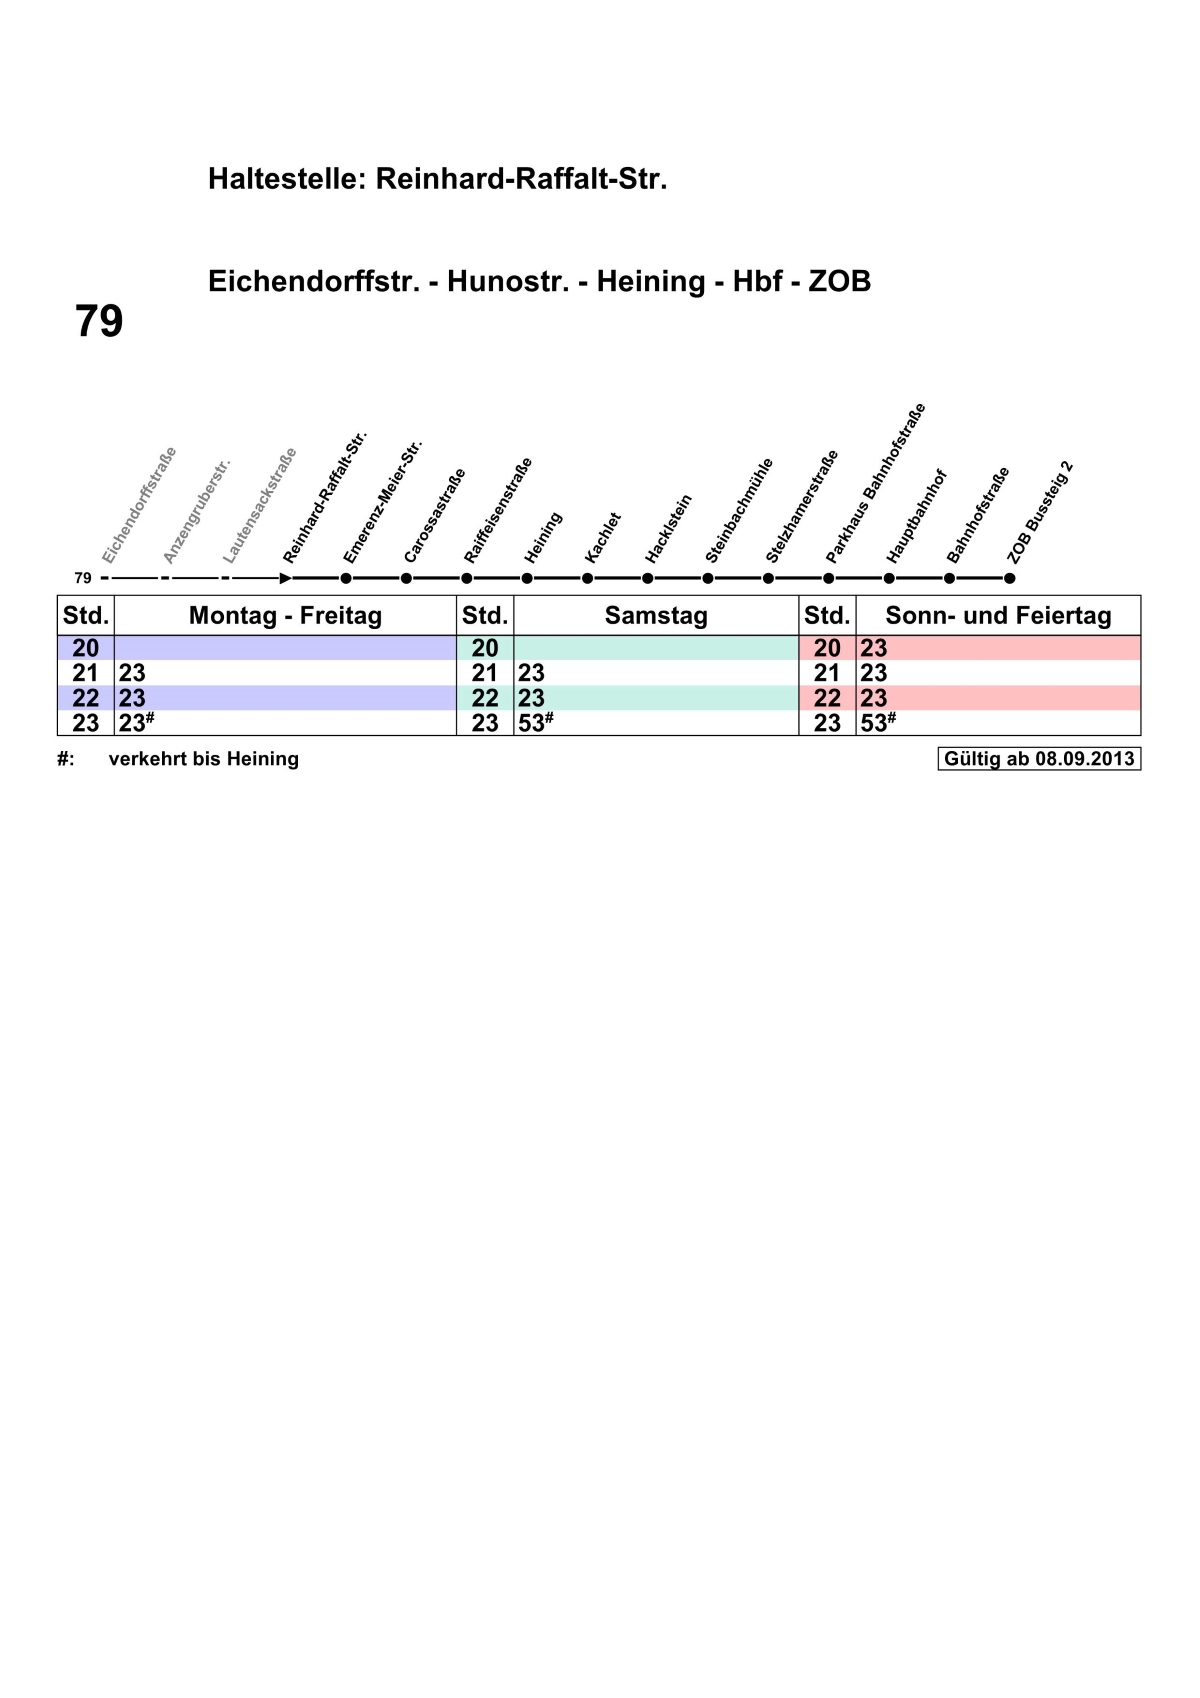 Haltestelle: Reinhard-Raffalt-Str.
Eichendorffstr. - Hunostr. - Heining - Hbf - ZOB
79
Eichendorffstraße
Anzengruberstr.
Lautensackstraße
Reinhard-Raffalt-Str.
Emerenz-Meier-Str.
Carossastraße
Raiffeisenstraße
Heining
Kachlet
Hacklstein
Steinbachmühle
Stelzhamerstraße
Parkhaus Bahnhofstraße
Hauptbahnhof
Bahnhofstraße
ZOB Bussteig 2
79
Std. Montag - Freitag Std. Samstag Std. Sonn- und Feiertag
20 20 20 23
21 23 21 23 21 23
22 23 22 23 22 23
23 23# 23 53# 23 53#
#: verkehrt bis Heining Gültig ab 08.09.2013